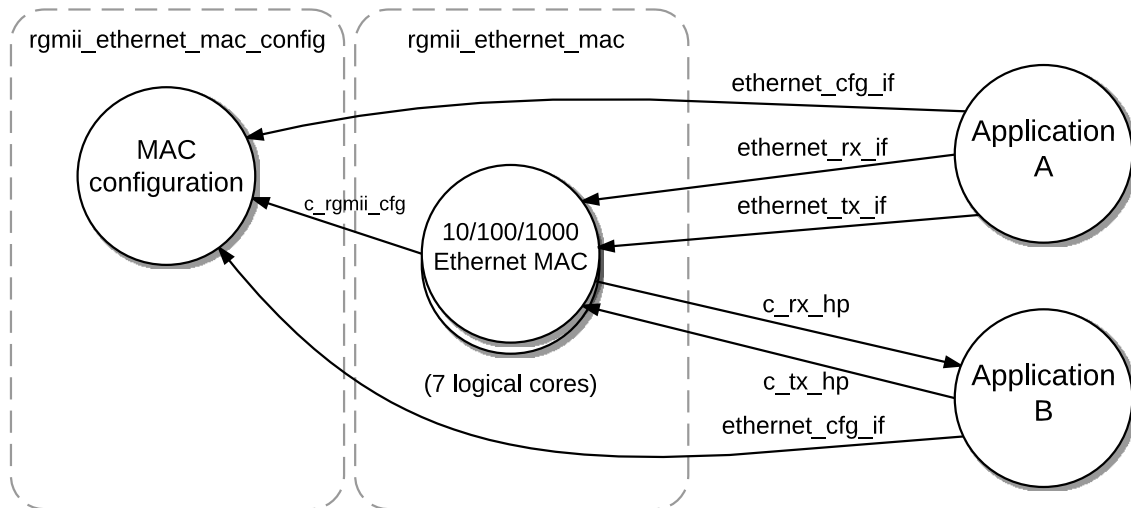 rgmii_ethernet_mac_config
rgmii_ethernet_mac
ethernet_cfg_if
Application
A
MAC
configuration
ethernet_rx_if
c_rgmii_cfg
ethernet_tx_if
10/100/1000
Ethernet MAC
c_rx_hp
(7 logical cores)
c_tx_hp
Application
B
ethernet_cfg_if